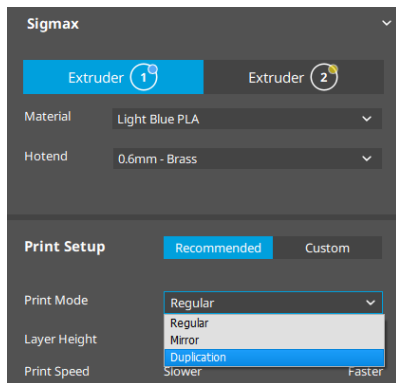 Sigmax
Extruder 1 Extruder 2
Material Light Blue PLA
Hotend 0.6mm - Brass
Print Setup Recommended Custom
Print Mode Regular
Regular
Layer Height Mirror
Duplication
Print Speed Slower Faster